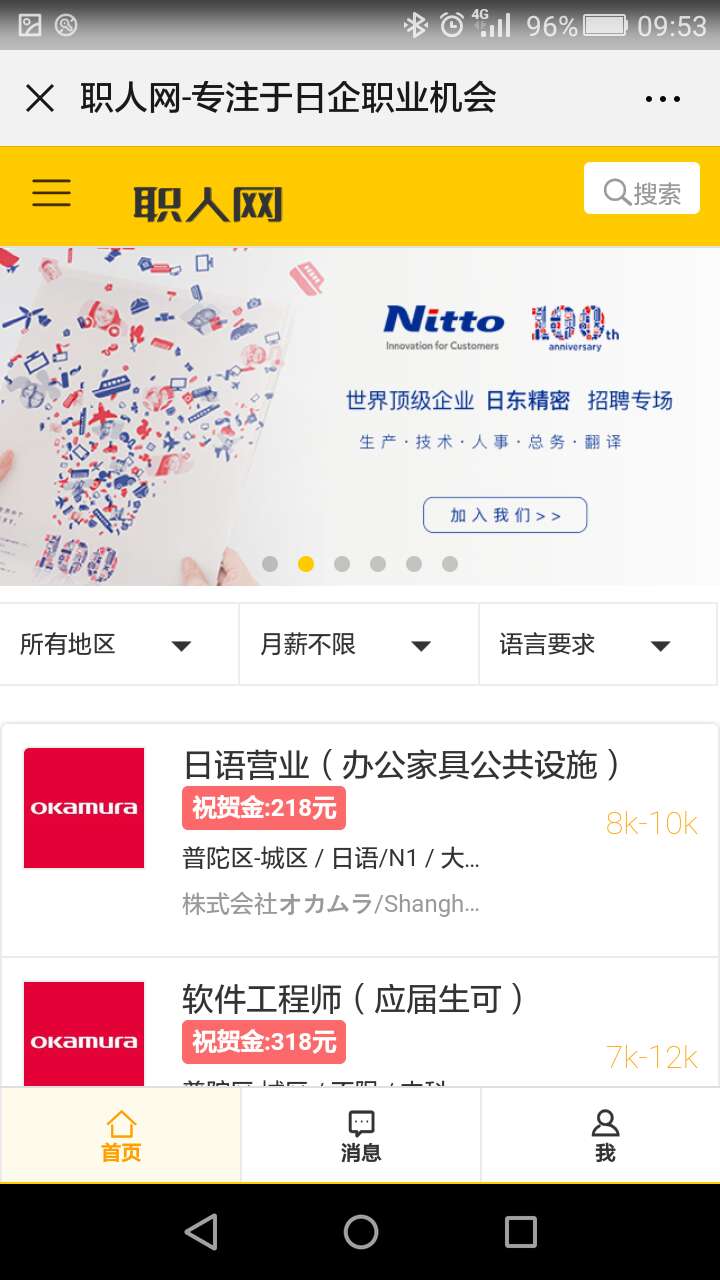 4G 96% 09:53
职人网-专注于日企职业机会
职人网
搜索
Nitto 100th
Innovation for Customers anniversary
世界顶级企业 日东精密 招聘专场
生产·技术·人事·总务·翻译
加入我们>>
100
所有地区 月薪不限 语言要求
日语营业（办公家具公共设施）
okamura
祝贺金:218元
8k-10k
普陀区-城区 / 日语/N1 / 大...
株式会社オカムラ/Shangh...
软件工程师（应届生可）
okamura
祝贺金:318元
7k-12k
首页 消息 我